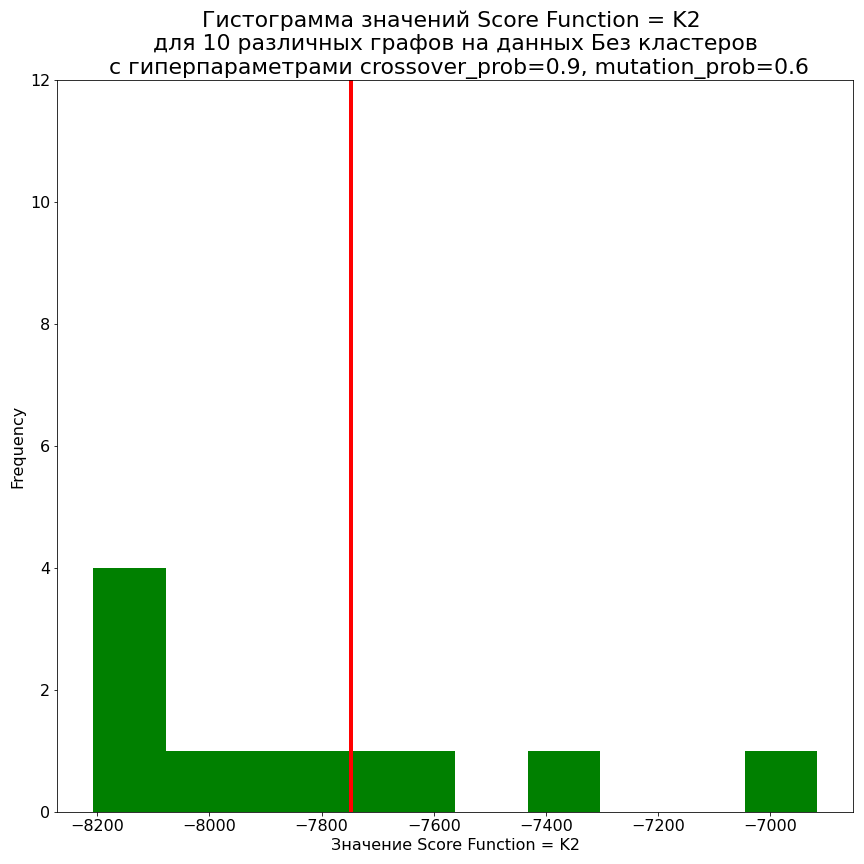 Гистограмма значений Score Function = K2
для 10 различных графов на данных Без кластеров
с гиперпараметрами crossover_prob=0.9, mutation_prob=0.6
12
10
8
6
4
2
0
Frequency
−8200 −8000 −7800 −7600 −7400 −7200 −7000
Значение Score Function = K2